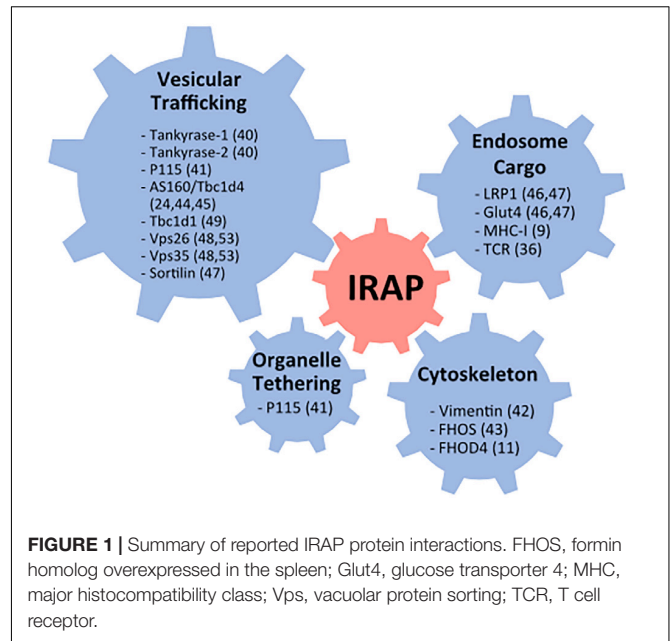 Vesicular
Trafficking
- Tankyrase-1 (40)
- Tankyrase-2 (40)
- P115 (41)
- AS160/Tbc1d4
(24,44,45)
- Tbc1d1 (49)
- Vps26 (48,53)
- Vps35 (48,53)
- Sortilin (47)
Endosome
Cargo
- LRP1 (46,47)
- Glut4 (46,47)
- MHC-I (9)
- TCR (36)
IRAP
Organelle
Tethering
- P115 (41)
Cytoskeleton
- Vimentin (42)
- FHOS (43)
- FHOD4 (11)
FIGURE 1 | Summary of reported IRAP protein interactions. FHOS, formin
homolog overexpressed in the spleen; Glut4, glucose transporter 4; MHC,
major histocompatibility class; Vps, vacuolar protein sorting; TCR, T cell
receptor.